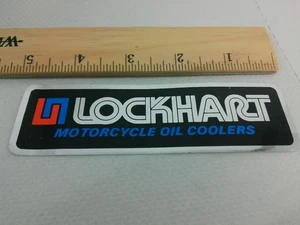 5 4 3 2 1
LOCKHART
MOTORCYCLE OIL COOLERS